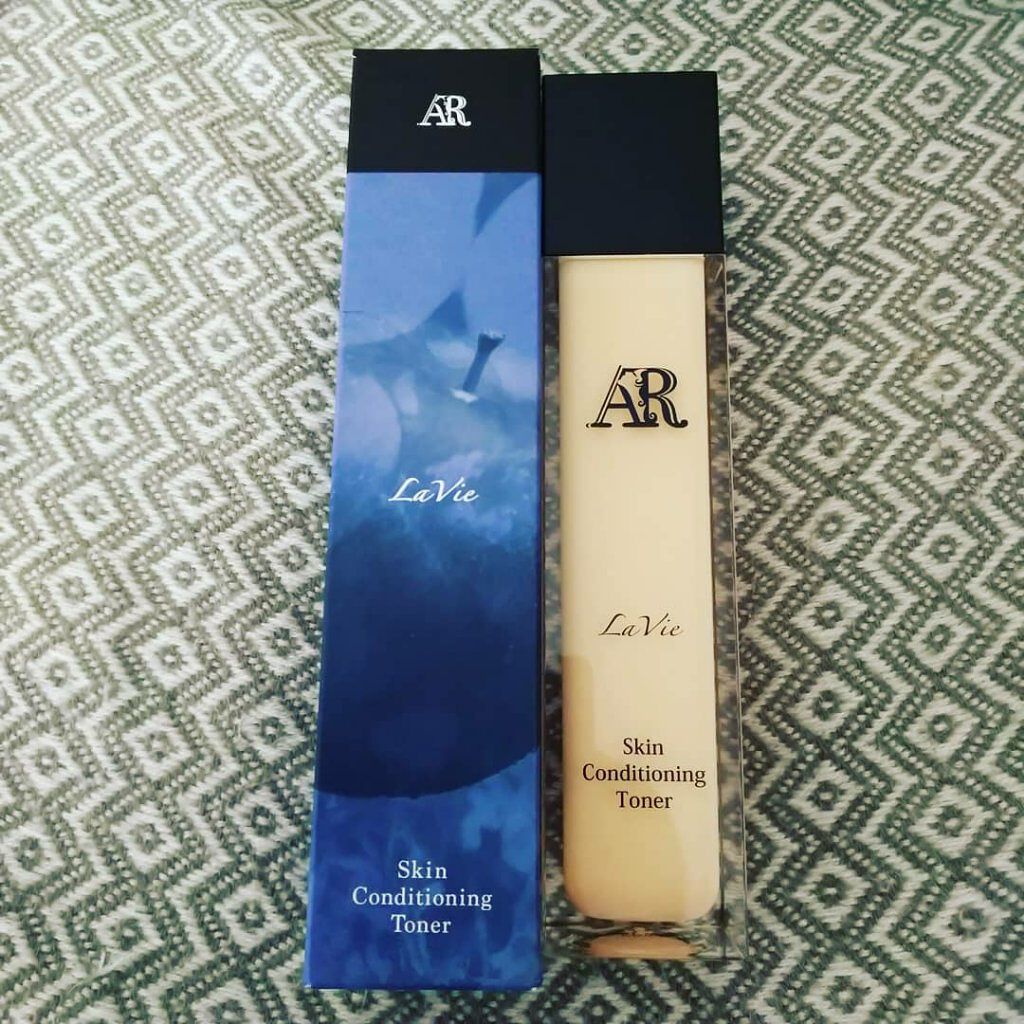 AR
LaVie
Skin
Conditioning
Toner
AR
LaVie
Skin
Conditioning
Toner